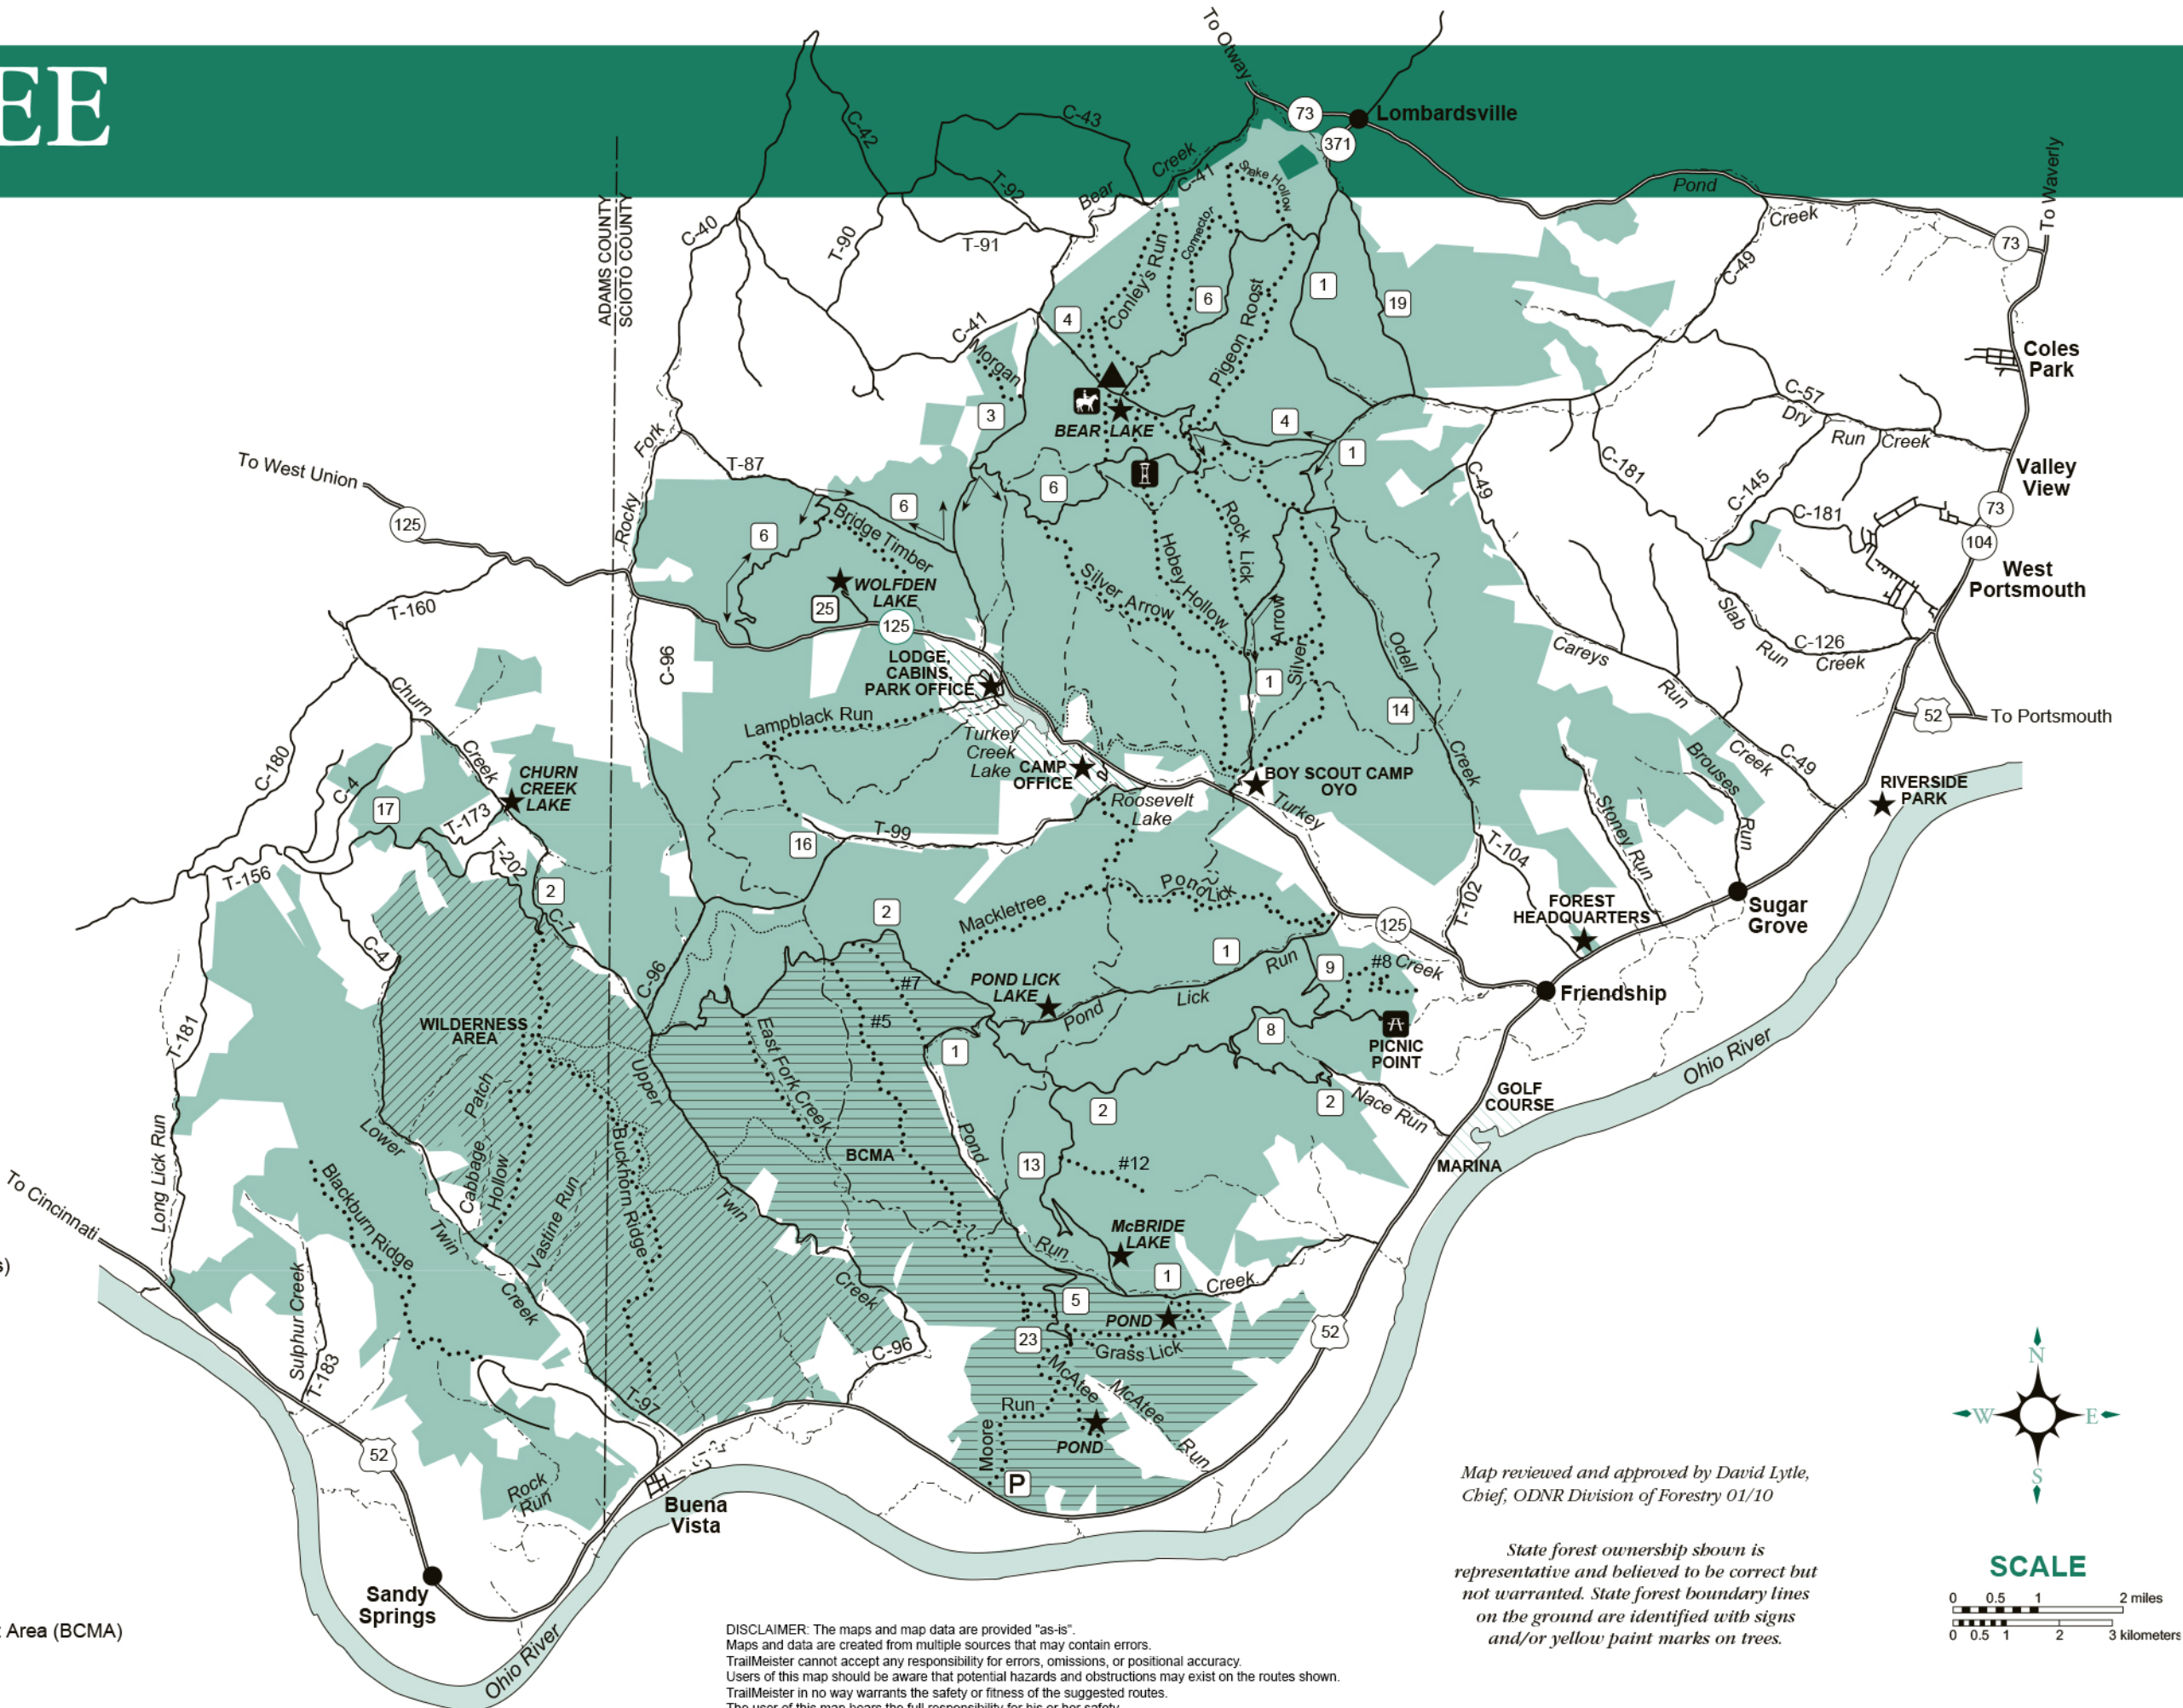 EE
To Otway
73
Lombardsville
371
C-42
C-43
T-92
Bear
Creek
C-41
Snake Hollow
Pond
Creek
To Waverly
73
ADAMS COUNTY
SCIOTO COUNTY
C-40
T-90
T-91
Conley's Run
Connector
6
1
19
C-49
4
C-41
Morgan
Pigeon Roost
Coles
Park
3
BEAR LAKE
4
1
C-57
Dry
Run
Creek
To West Union
125
Fork
Rocky
T-87
6
6
6
Bridge Timber
C-49
C-181
C-145
C-181
Valley
View
73
104
WOLFDEN
LAKE
25
125
Silver Arrow
Hobey Hollow
Rock Lick
Arrow
Silver
Odell
Creek
West
Portsmouth
Slab
Run
C-126
Creek
T-160
C-96
LODGE,
CABINS,
PARK OFFICE
1
14
Careys
Run
Creek
C-49
52
To Portsmouth
Churn
Creek
Lampblack Run
Turkey
Creek
Lake
CAMP
OFFICE
BOY SCOUT CAMP
OYO
Brouses
Run
RIVERSIDE
PARK
C-180
C-4
17
T-173
CHURN
CREEK
LAKE
Roosevelt
Lake
Turkey
Stoney Run
T-99
16
T-156
T-202
2
C-7
T-104
T-102
FOREST
HEADQUARTERS
Sugar
Grove
C-4
2
Mackletree
Pond Lick
125
1
Run
9
#8
Creek
Friendship
C-96
#7
#5
POND LICK
LAKE
Pond
Lick
T-181
WILDERNESS
AREA
East Fork Creek
1
8
PICNIC
POINT
Upper
2
2
Nace Run
GOLF
COURSE
Ohio River
Long Lick Run
Lower
Cabbage
Patch
Hollow
Buckhorn Ridge
BCMA
Pond
13
#12
MARINA
To Cincinnati
Blackburn Ridge
Twin
Vastine Run
Twin
Run
McBRIDE
LAKE
s)
Sulphur Creek
Creek
Creek
1
Creek
5
POND
52
23
Grass Lick
T-183
C-96
N
T-97
McAtee
McAtee
Run
Run
W
E
52
Moore
POND
P
S
Rock
Run
Buena
Vista
Map reviewed and approved by David Lytle,
Chief, ODNR Division of Forestry 01/10
State forest ownership shown is
representative and believed to be correct but
not warranted. State forest boundary lines
on the ground are identified with signs
and/or yellow paint marks on trees.
SCALE
0 0.5 1 2 miles
0 0.5 1 2 3 kilometers
Sandy
Springs
Area (BCMA)
Ohio River
DISCLAIMER: The maps and map data are provided "as-is".
Maps and data are created from multiple sources that may contain errors.
TrailMeister cannot accept any responsibility for errors, omissions, or positional accuracy.
Users of this map should be aware that potential hazards and obstructions may exist on the routes shown.
TrailMeister in no way warrants the safety or fitness of the suggested routes.
The user of this map bears the full responsibility for his or her safety.